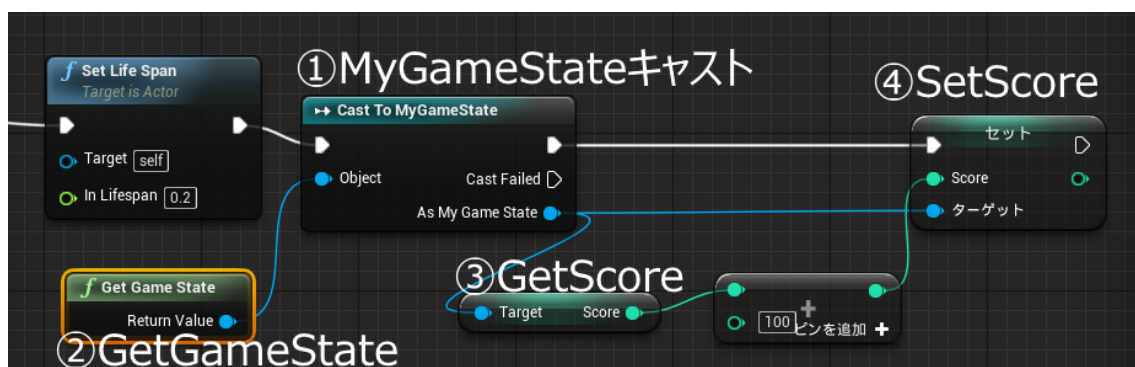 Set Life Span
Target is Actor
Target self
In Lifespan 0.2
①MyGameStateキャスト
Cast To MyGameState
Object
Cast Failed
As My Game State
④SetScore
セット
Score
ターゲット
f Get Game State
Return Value
②GetGameState
③GetScore
Target Score
100
ピンを追加 +